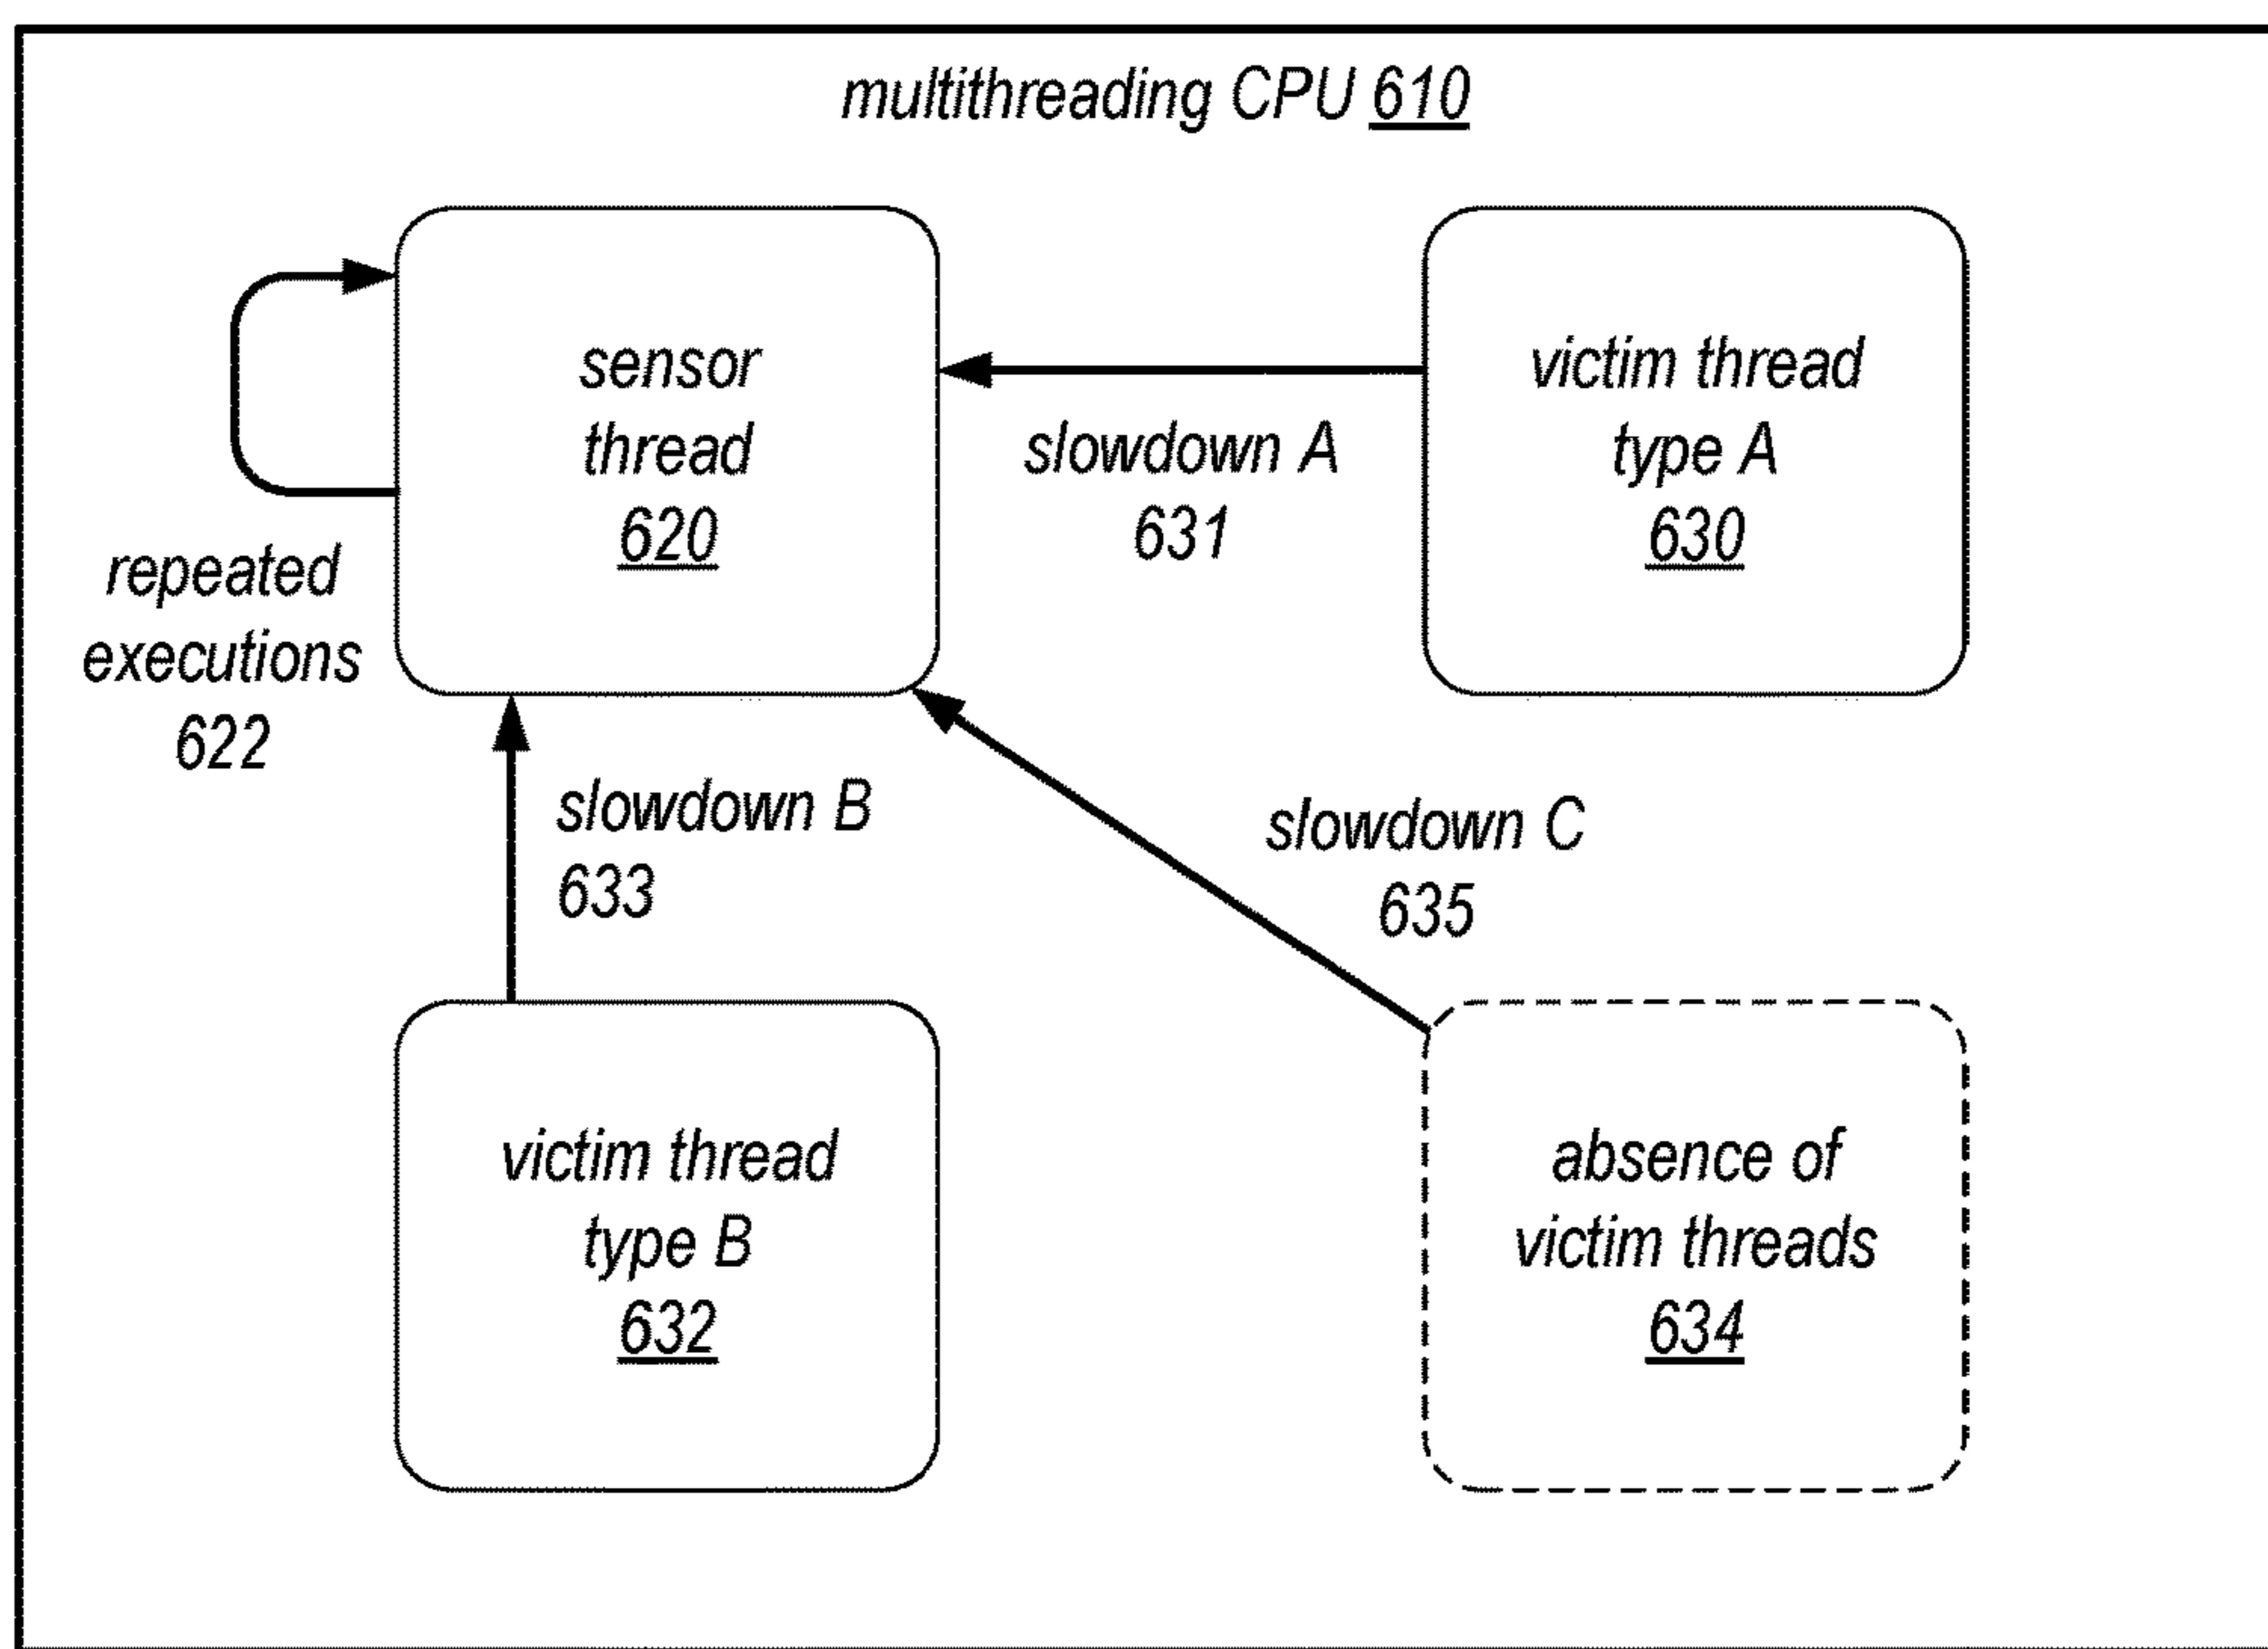 multithreading CPU 610
sensor
thread
620
slowdown A
631
victim thread
type A
630
repeated
executions
622
slowdown B
633
slowdown C
635
victim thread
type B
632
absence of
victim threads
634